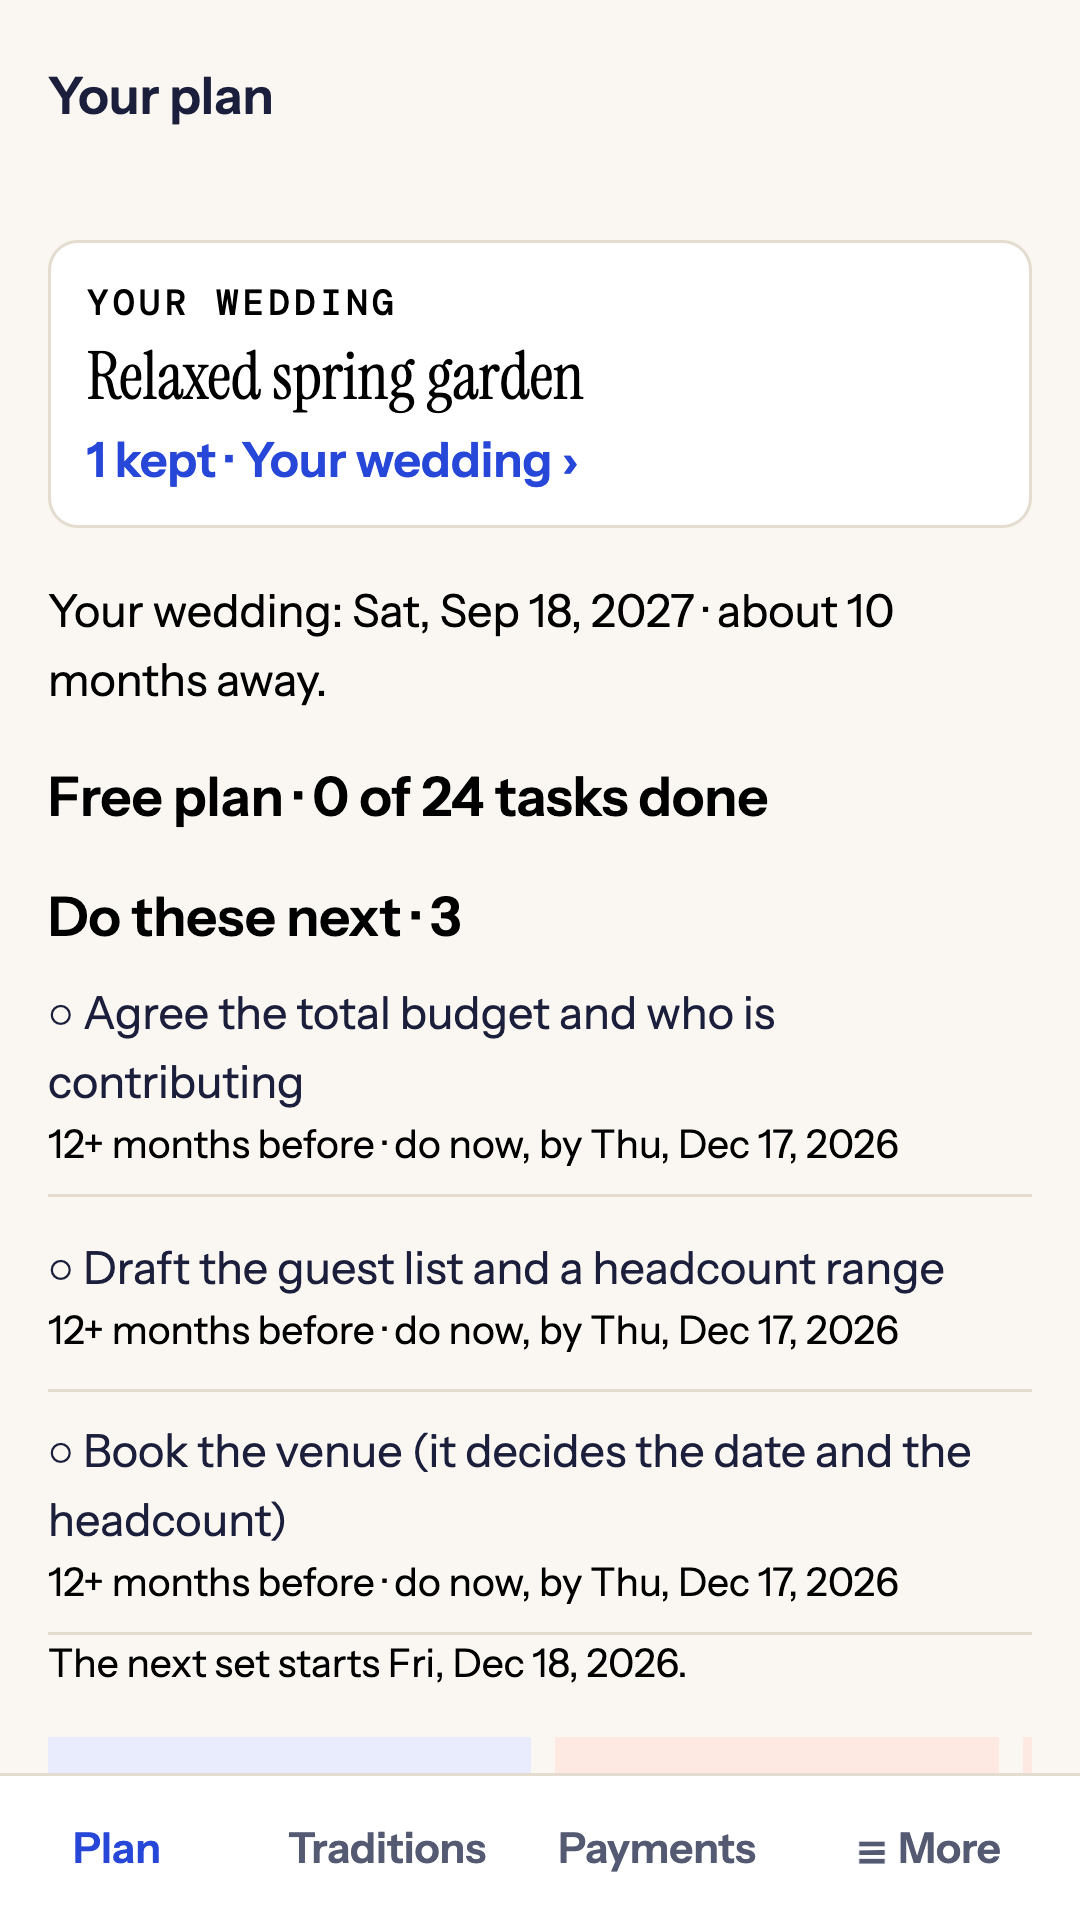 Your plan
YOUR WEDDING
Relaxed spring garden
1 kept · Your wedding ›
Your wedding: Sat, Sep 18, 2027 · about 10
months away.
Free plan · 0 of 24 tasks done
Do these next · 3
○ Agree the total budget and who is
contributing
12+ months before · do now, by Thu, Dec 17, 2026
○ Draft the guest list and a headcount range
12+ months before · do now, by Thu, Dec 17, 2026
○ Book the venue (it decides the date and the
headcount)
12+ months before · do now, by Thu, Dec 17, 2026
The next set starts Fri, Dec 18, 2026.
Plan
Traditions
Payments
≡ More